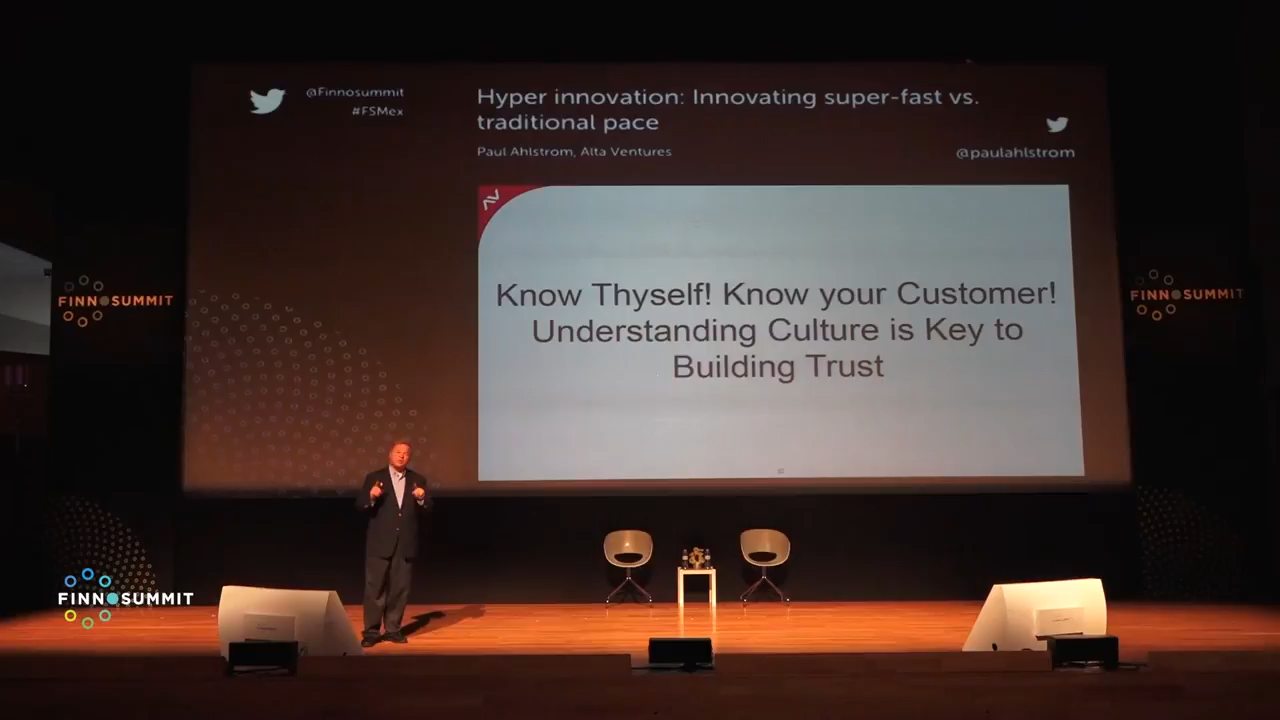 @Finnosummit
#FSMex
Hyper innovation: Innovating super-fast vs.
traditional pace
Paul Ahlstrom, Alta Ventures
@paulahlstrom
Know Thyself! Know your Customer!
Understanding Culture is Key to
Building Trust
FINNOSUMMIT
FINNOSUMMIT
FINNOSUMMIT